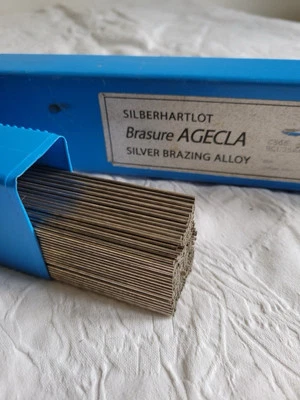 SILBERHARTLOT
Brasure AGECLA
SILVER BRAZING ALLOY